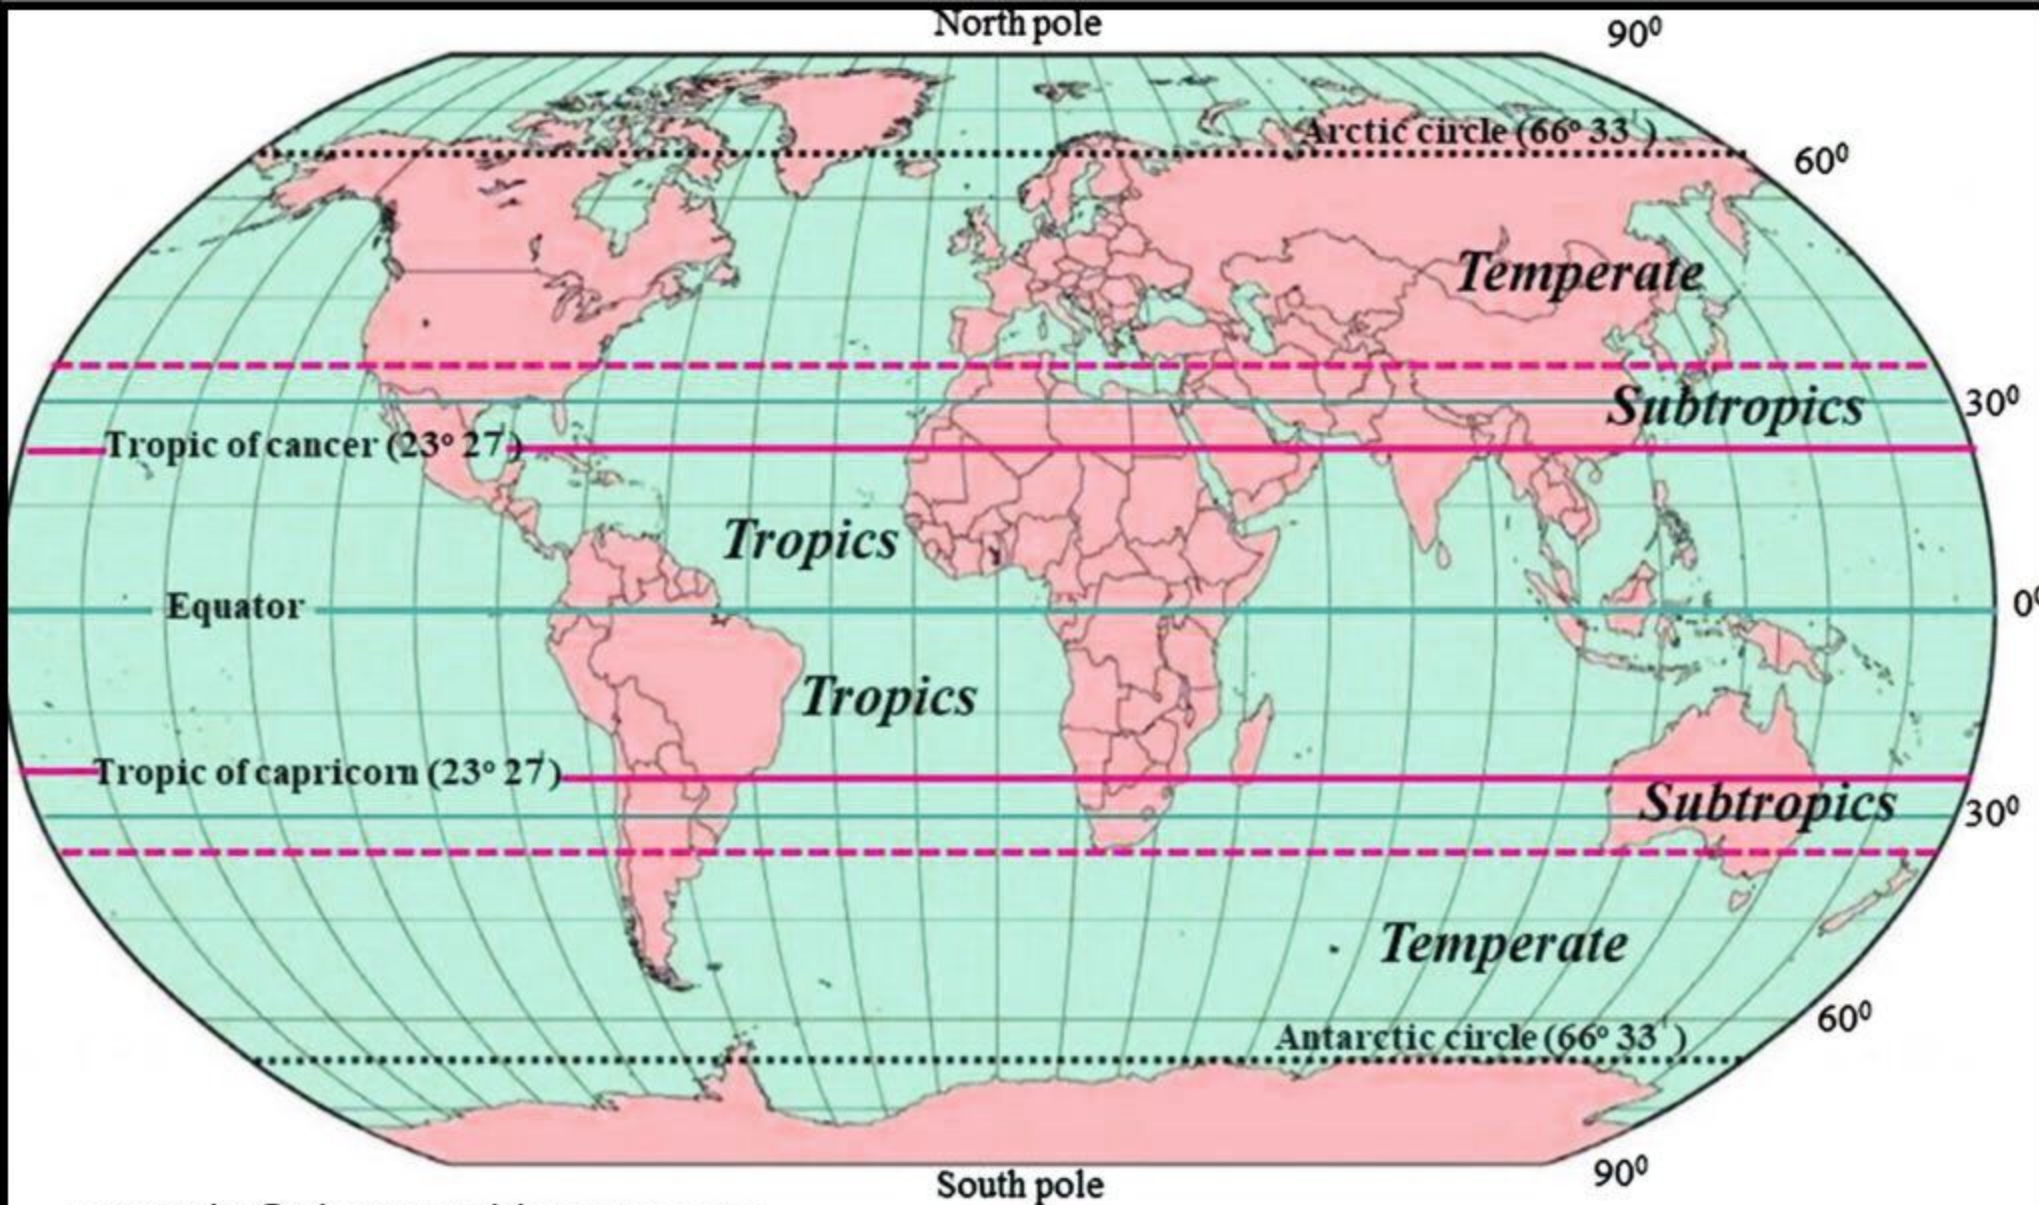 North pole
90⁰
Arctic circle (66° 33')
60⁰
Temperate
Subtropics
30⁰
Tropic of cancer (23° 27')
Tropics
Equator
0⁰
Tropics
Tropic of capricorn (23° 27')
Subtropics
30⁰
Temperate
60⁰
Antarctic circle (66° 33')
South pole
90⁰